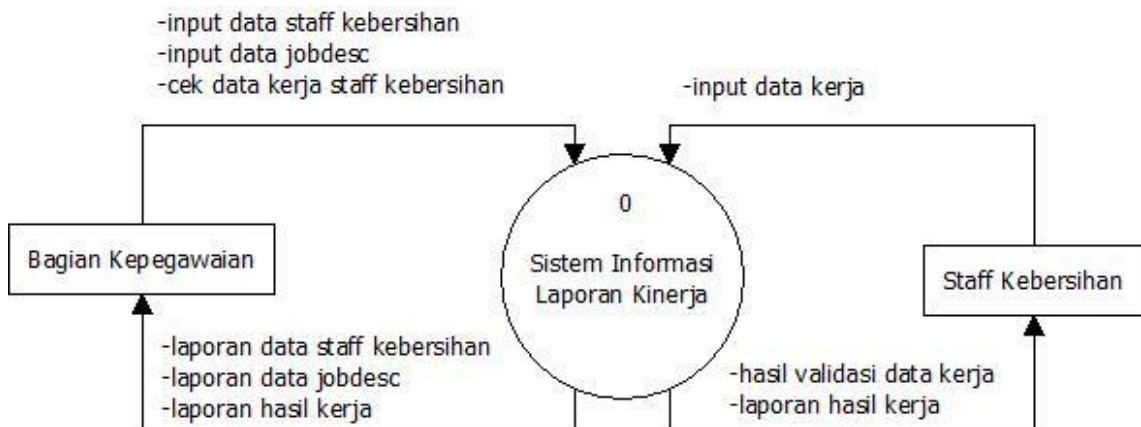 -input data staff kebersihan
-input data jobdesc
-cek data kerja staff kebersihan
-input data kerja
0
Sistem Informasi
Laporan Kinerja
Bagian Kepegawaian
Staff Kebersihan
-laporan data staff kebersihan
-laporan data jobdesc
-laporan hasil kerja
-hasil validasi data kerja
-laporan hasil kerja